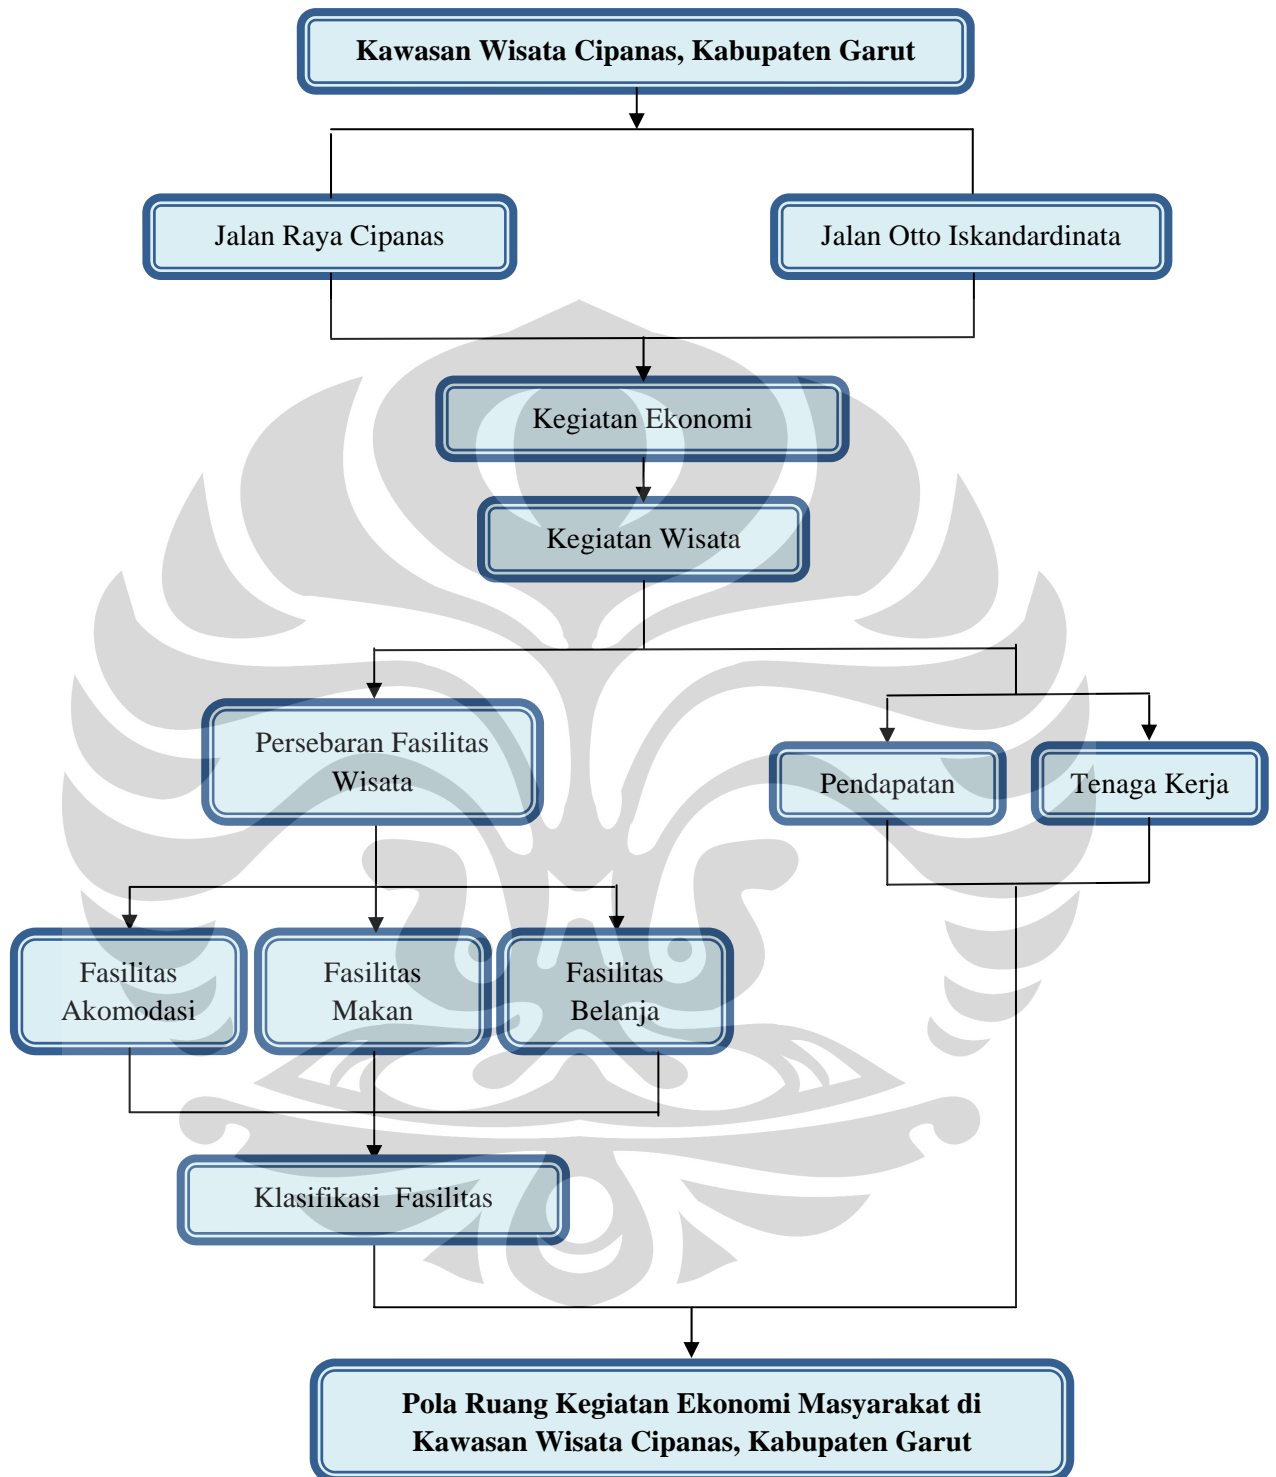 Kawasan Wisata Cipanas, Kabupaten Garut
Jalan Raya Cipanas
Jalan Otto Iskandardinata
Kegiatan Ekonomi
Kegiatan Wisata
Persebaran Fasilitas
Wisata
Pendapatan
Tenaga Kerja
Fasilitas
Akomodasi
Fasilitas
Makan
Fasilitas
Belanja
Klasifikasi Fasilitas
Pola Ruang Kegiatan Ekonomi Masyarakat di
Kawasan Wisata Cipanas, Kabupaten Garut